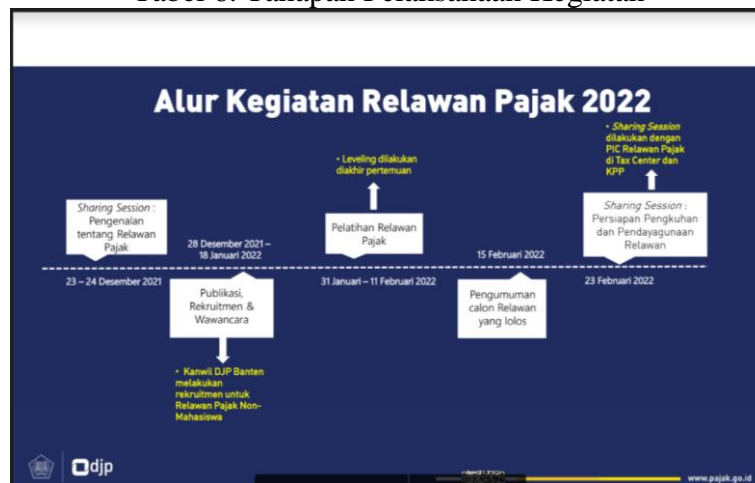 Alur Kegiatan Relawan Pajak 2022
• Sharing Session
dilakukan dengan
PIC Relawan Pajak
di Tax Center dan
KPP
• Leveling dilakukan
diakhir pertemuan
Sharing Session :
Pengenalan
tentang Relawan
Pajak
28 Desember 2021 –
18 Januari 2022
Pelatihan Relawan
Pajak
15 Februari 2022
Sharing Session :
Persiapan Pengkuhan
dan Pendayagunaan
Relawan
23 – 24 Desember 2021
Publikasi,
Rekruitmen &
Wawancara
31 Januari – 11 Februari 2022
Pengumuman
calon Relawan
yang lolos
23 Februari 2022
• Kanwil DJP Banten
melakukan
rekruitmen untuk
Relawan Pajak Non-
Mahasiswa
djp
www.pajak.go.id